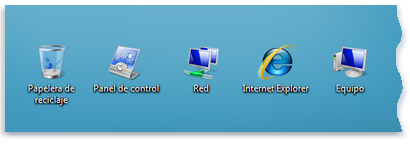 Papelera de
reciclaje
Panel de control
Red
Internet Explorer
Equipo